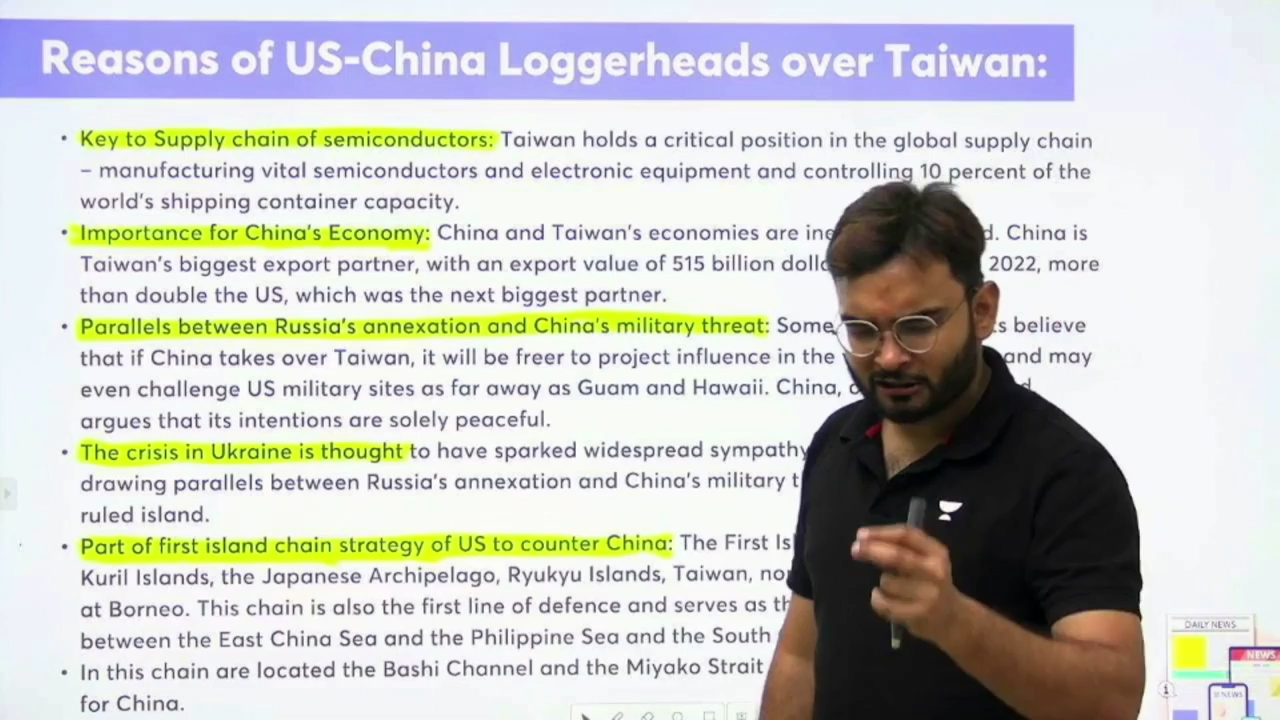 Reasons of US-China Loggerheads over Taiwan:
• Key to Supply chain of semiconductors: Taiwan holds a critical position in the global supply chain
– manufacturing vital semiconductors and electronic equipment and controlling 10 percent of the
world's shipping container capacity.
• Importance for China's Economy: China and Taiwan's economies are China is
Taiwan's biggest export partner, with an export value of 515 billion 2022, more
than double the US, which was the next biggest partner.
• Parallels between Russia's annexation and China's military threat: Some believe
that if China takes over Taiwan, it will be freer to project influence in the and may
even challenge US military sites as far away as Guam and Hawaii. China,
argues that its intentions are solely peaceful.
• The crisis in Ukraine is thought to have sparked widespread sympathy
drawing parallels between Russia's annexation and China's military
ruled island.
• Part of first island chain strategy of US to counter China: The First
Kuril Islands, the Japanese Archipelago, Ryukyu Islands, Taiwan,
at Borneo. This chain is also the first line of defence and serves as
between the East China Sea and the Philippine Sea and the South
• In this chain are located the Bashi Channel and the Miyako Strait
for China.
DAILY NEWS
NEWS
NEWS